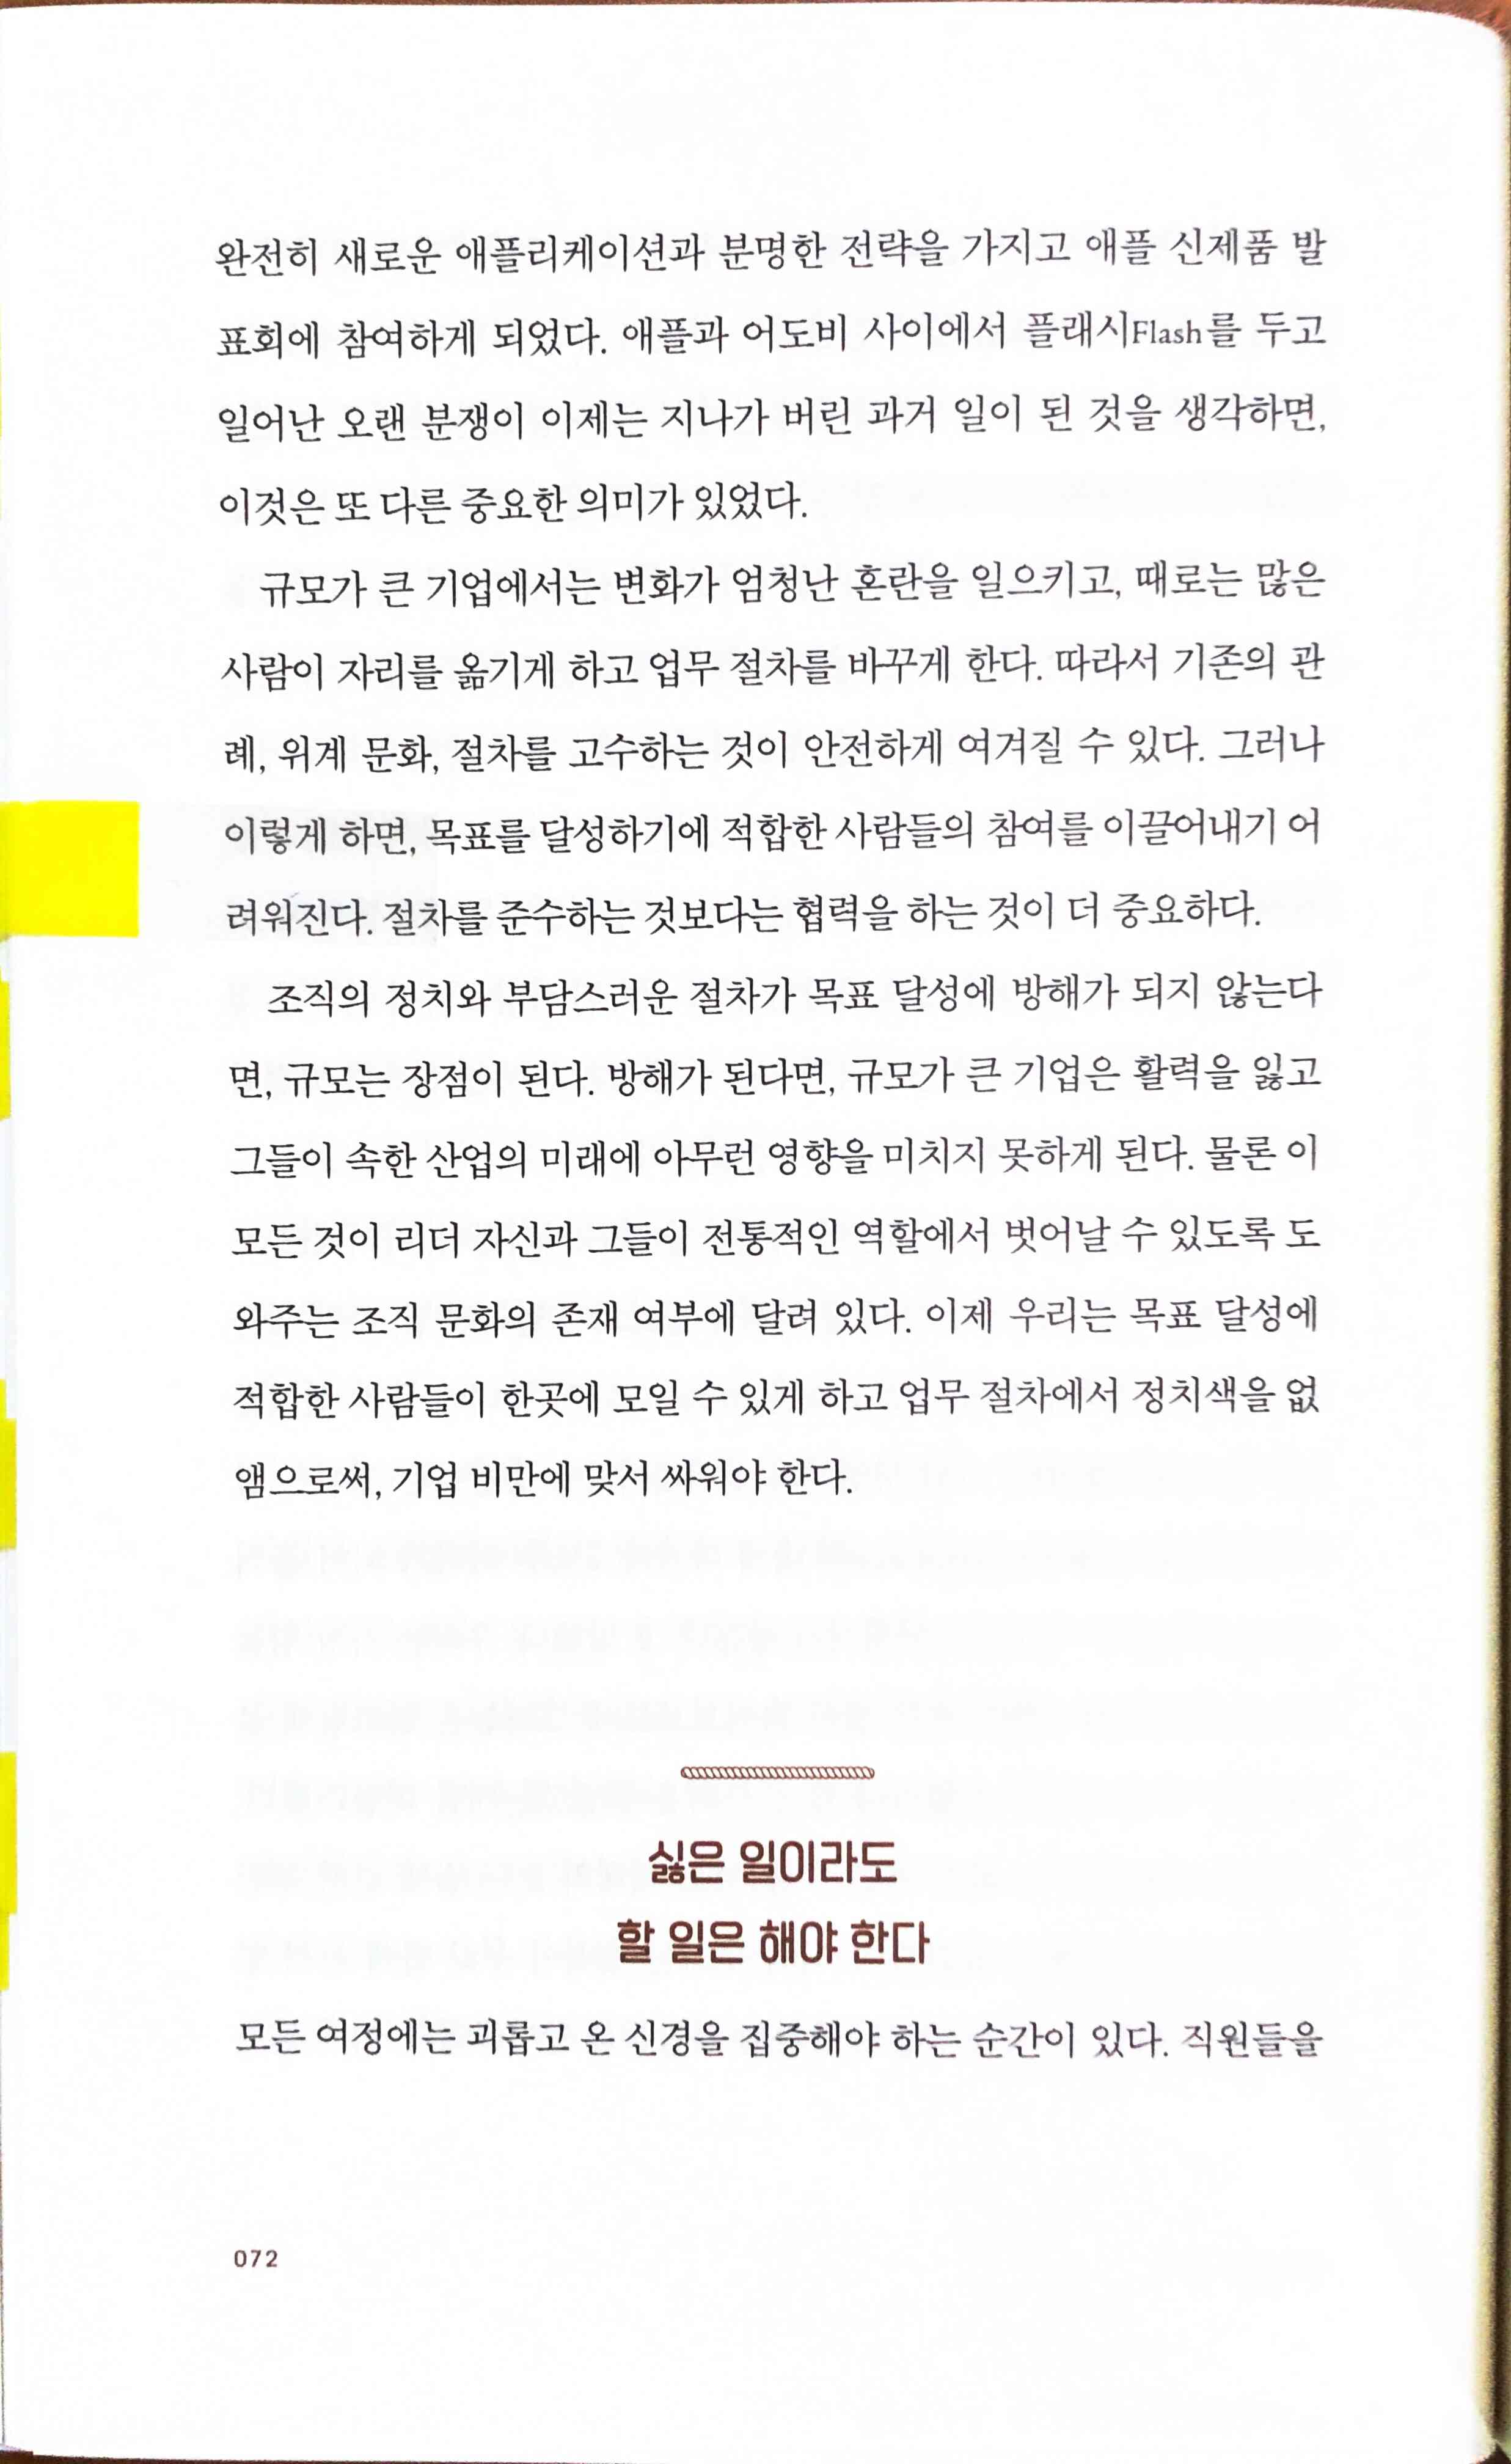 완전히 새로운 애플리케이션과 분명한 전략을 가지고 애플 신제품 발
표회에 참여하게 되었다. 애플과 어도비 사이에서 플래시Flash를 두고
일어난 오랜 분쟁이 이제는 지나가 버린 과거 일이 된 것을 생각하면,
이것은 또 다른 중요한 의미가 있었다.
규모가 큰 기업에서는 변화가 엄청난 혼란을 일으키고, 때로는 많은
사람이 자리를 옮기게 하고 업무 절차를 바꾸게 한다. 따라서 기존의 관
례, 위계 문화, 절차를 고수하는 것이 안전하게 여겨질 수 있다. 그러나
이렇게 하면, 목표를 달성하기에 적합한 사람들의 참여를 이끌어내기 어
려워진다. 절차를 준수하는 것보다는 협력을 하는 것이 더 중요하다.
조직의 정치와 부담스러운 절차가 목표 달성에 방해가 되지 않는다
면, 규모는 장점이 된다. 방해가 된다면, 규모가 큰 기업은 활력을 잃고
그들이 속한 산업의 미래에 아무런 영향을 미치지 못하게 된다. 물론 이
모든 것이 리더 자신과 그들이 전통적인 역할에서 벗어날 수 있도록 도
와주는 조직 문화의 존재 여부에 달려 있다. 이제 우리는 목표 달성에
적합한 사람들이 한곳에 모일 수 있게 하고 업무 절차에서 정치색을 없
앰으로써, 기업 비만에 맞서 싸워야 한다.
싫은 일이라도
할 일은 해야 한다
모든 여정에는 괴롭고 온 신경을 집중해야 하는 순간이 있다. 직원들을
072